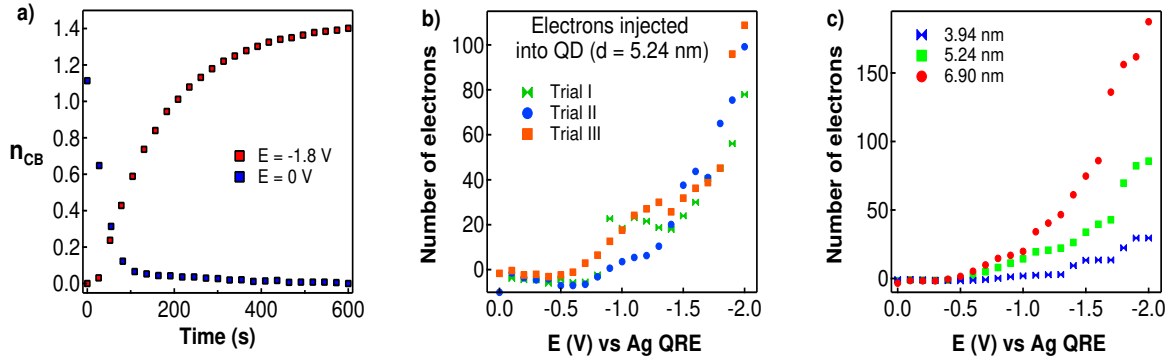 a)
n_CB
1.4
1.2
1.0
0.8
0.6
0.4
0.2
0.0
E = -1.8 V
E = 0 V
0 200 400 600
Time (s)
b)
Number of electrons
100
80
60
40
20
0
Electrons injected
into QD (d = 5.24 nm)
Trial I
Trial II
Trial III
0.0 -0.5 -1.0 -1.5 -2.0
E (V) vs Ag QRE
c)
Number of electrons
150
100
50
0
3.94 nm
5.24 nm
6.90 nm
0.0 -0.5 -1.0 -1.5 -2.0
E (V) vs Ag QRE